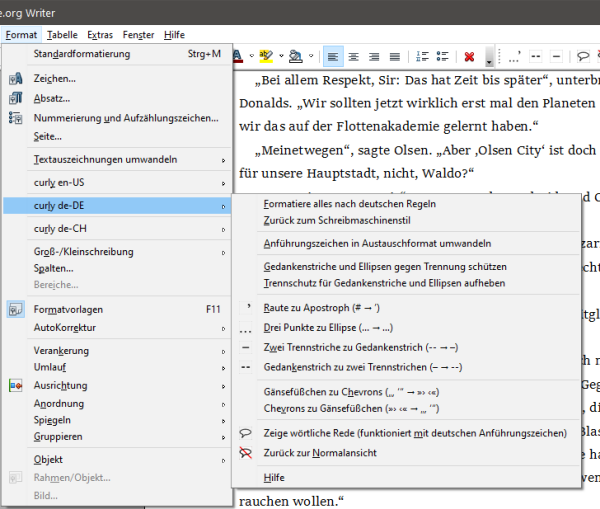 e.org Writer
Format Tabelle Extras Fenster Hilfe
Standardformatierung Strg+M
Zeichen...
Absatz...
Nummerierung und Aufzählungszeichen...
Seite...
Textauszeichnungen umwandeln
curly en-US
curly de-DE
curly de-CH
Groß-/Kleinschreibung
Spalten...
Bereiche...
Formatvorlagen F11
AutoKorrektur
Verankerung
Umlauf
Ausrichtung
Anordnung
Spiegeln
Gruppieren
Objekt
Rahmen/Objekt...
Bild...
Formatiere alles nach deutschen Regeln
Zurück zum Schreibmaschinenstil
Anführungszeichen in Austauschformat umwandeln
Gedankenstriche und Ellipsen gegen Trennung schützen
Trennschutz für Gedankenstriche und Ellipsen aufheben
Raute zu Apostroph (# → ')
Drei Punkte zu Ellipse (... → …)
Zwei Trennstriche zu Gedankenstrich (-- → –)
Gedankenstrich zu zwei Trennstrichen (– → --)
Gänsefüßchen zu Chevrons („‚ ‘“ → »› ‹«)
Chevrons zu Gänsefüßchen (»› ‹« → „‚ ‘“)
Zeige wörtliche Rede (funktioniert mit deutschen Anführungszeichen)
Zurück zur Normalansicht
Hilfe
„Bei allem Respekt, Sir: Das hat Zeit bis später“, unterbr
Donalds. „Wir sollten jetzt wirklich erst mal den Planeten
wir das auf der Flottenakademie gelernt haben.“
„Meinetwegen“, sagte Olsen. „Aber ‚Olsen City‘ ist doch
für unsere Hauptstadt, nicht, Waldo?“
rauchen wollen.“